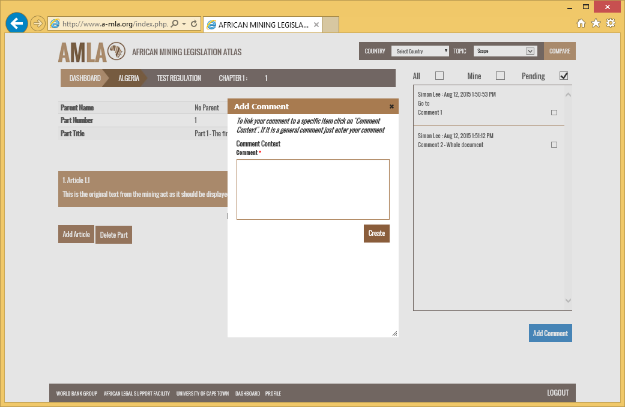 http://www.a-mla.org/index.php
AFRICAN MINING LEGISLA...
AMLA AFRICAN MINING LEGISLATION ATLAS
COUNTRY Select Country TOPIC COMPARE
DASHBOARD ALGERIA TEST REGULATION CHAPTER I : 1
All Mine Pending
Parent Name No Parent
Part Number 1
Part Title Part 1 - The
1. Article 1.1
This is the original text from the mining act as it should be displaye
Add Article Delete Part
Add Comment
To link your comment to a specific item click on "Comment
Context". If it is a general comment just enter your comment
Comment Context
Comment *
Create
Simon Lee - Aug 12, 2015 1:50:53 PM
Go to
Comment 1
Simon Lee - Aug 12, 2015 1:51:12 PM
Comment 2 - Whole document
Add Comment
WORLD BANK GROUP AFRICAN LEGAL SUPPORT FACILITY UNIVERSITY OF CAPE TOWN DASHBOARD PROFILE LOGOUT